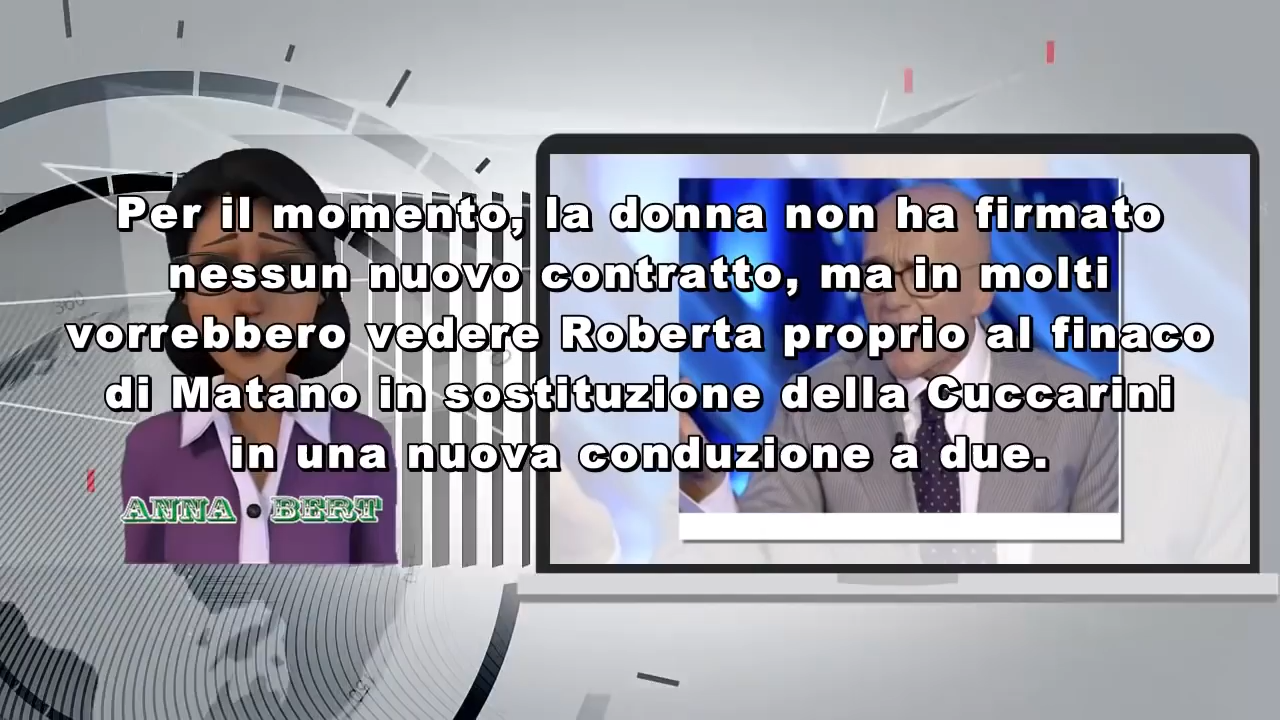 Per il momento, la donna non ha firmato
nessun nuovo contratto, ma in molti
vorrebbero vedere Roberta proprio al finaco
di Matano in sostituzione della Cuccarini
in una nuova conduzione a due.
ANNA BERT
360